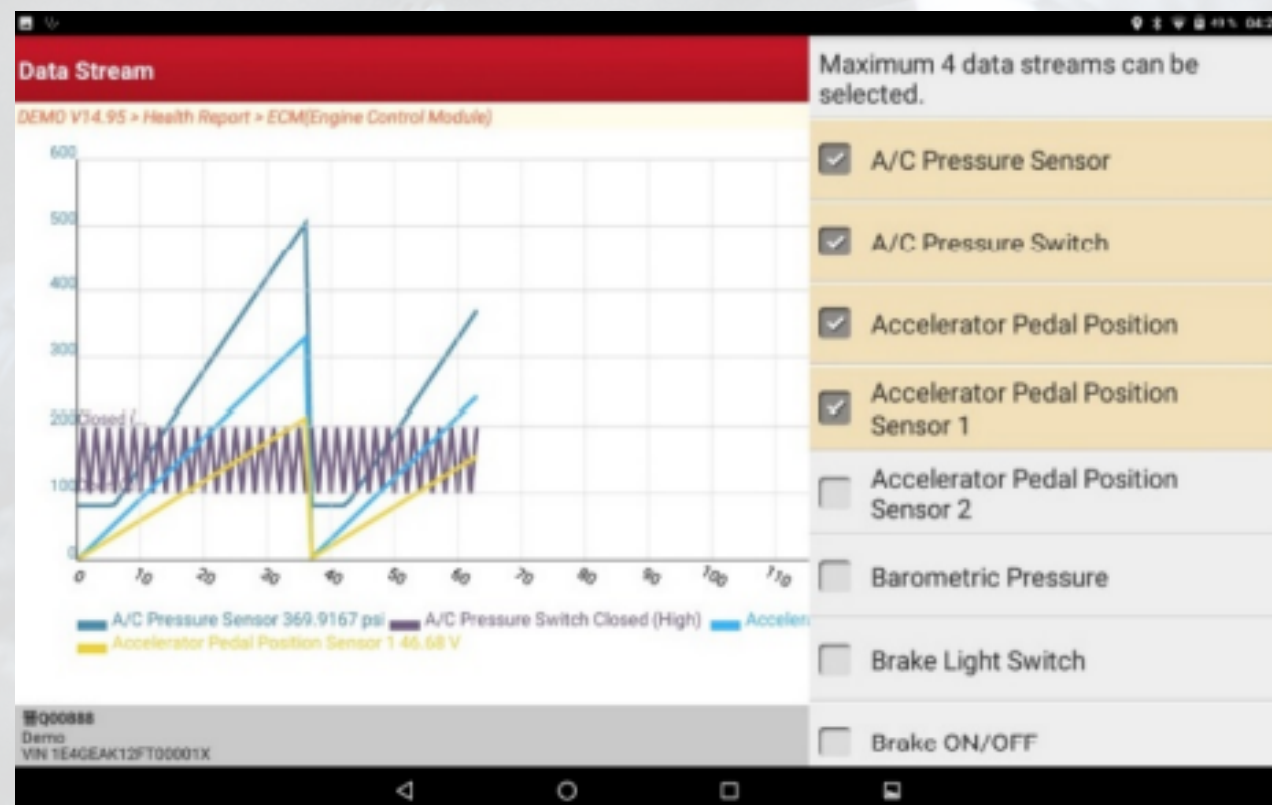 49%
Data Stream
DEMO V14.95 > Health Report > ECM(Engine Control Module)
600
500
400
300
200
100
0
Closed (...
0 10 20 30 40 50 60 70 80 90 100 110
A/C Pressure Sensor 369.9167 psi A/C Pressure Switch Closed (High)
Accelerator Pedal Position Sensor 1 46.68 V
Q00888
Demo
VIN 1E4GEAK12FT00001X
Maximum 4 data streams can be
selected.
A/C Pressure Sensor
A/C Pressure Switch
Accelerator Pedal Position
Accelerator Pedal Position
Sensor 1
Accelerator Pedal Position
Sensor 2
Barometric Pressure
Brake Light Switch
Brake ON/OFF